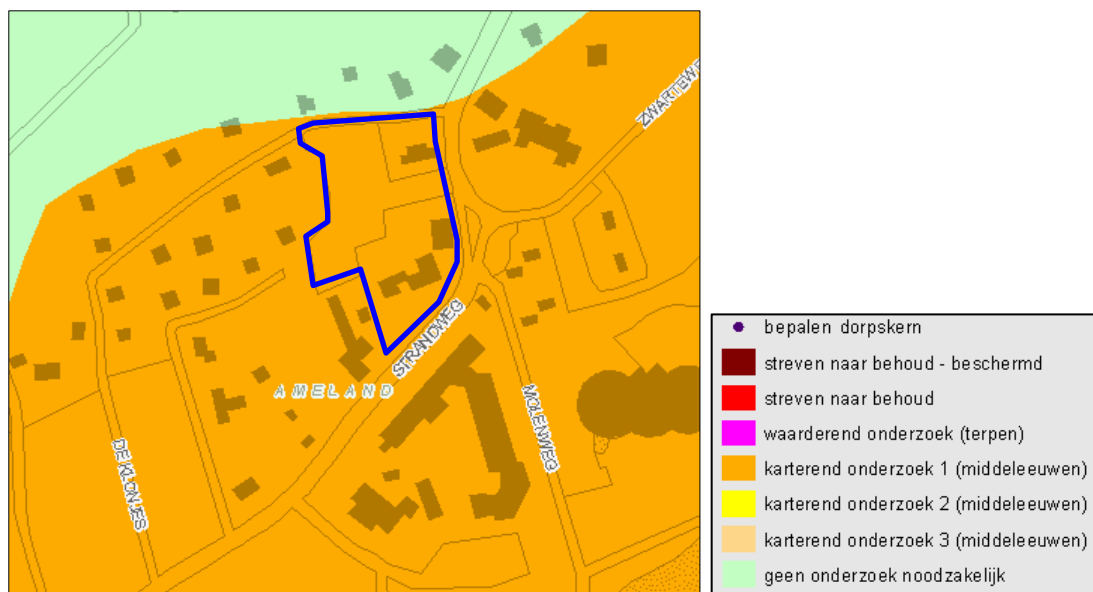 ZWARTEWE
STRANDWEG
AMELAND
MOLENWEG
DE KLONJES
bepalen dorpskern
streven naar behoud - beschermd
streven naar behoud
waarderend onderzoek (terpen)
karterend onderzoek 1 (middeleeuwen)
karterend onderzoek 2 (middeleeuwen)
karterend onderzoek 3 (middeleeuwen)
geen onderzoek noodzakelijk